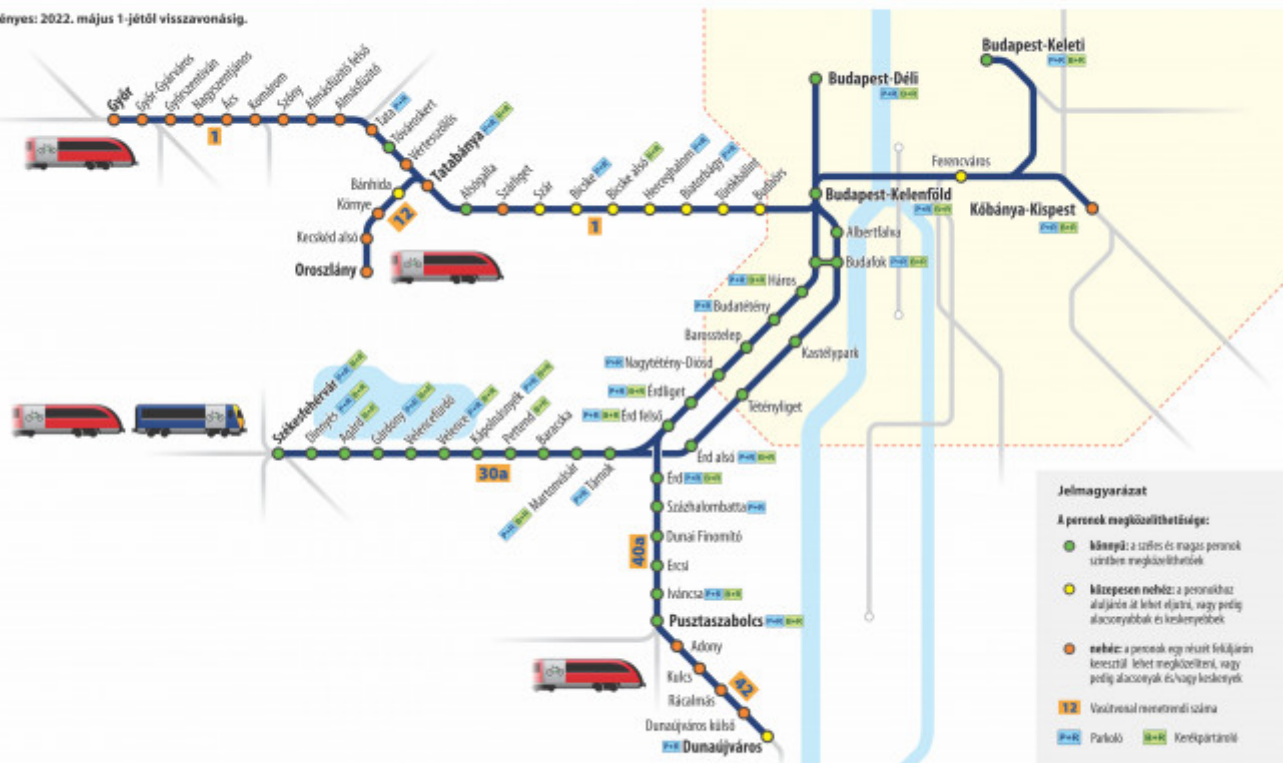 ényes: 2022. május 1-jétől visszavonásig.
Győr
Győr-Gyárváros
Győrszentiván
Nagyszentjános
Ács
Komárom
Szőny
Almásfüzitő felső
Almásfüzitő
1
Tata P+R
Tóvároskert
Vértesszőlős
Tatabánya P+R B+R
Bánhida
Környe
12
Kecskéd alsó
Oroszlány
Alsógalla
Szárliget
Szár
Bicske P+R
Bicske alsó B+R
Herceghalom P+R
Biatorbágy P+R
Törökbálint
Budaörs
1
Budapest-Déli
P+R B+R
Budapest-Keleti
P+R B+R
Ferencváros
Budapest-Kelenföld
P+R B+R
Kőbánya-Kispest
P+R B+R
Albertfalva
Budafok P+R B+R
P+R B+R Háros
P+R Budatétény
Barosstelep
Kastélypark
P+R Nagytétény-Diósd
P+R B+R Érdliget
Tétényliget
P+R B+R Érd felső
Érd alsó P+R B+R
Székesfehérvár P+R B+R
Dinnyés P+R B+R
Agárd B+R
Gárdony P+R B+R
Velencefürdő
Velence P+R B+R
Kápolnásnyék P+R B+R
Pettend B+R
Baracska
P+R B+R Martonvásár
P+R Tárnok
30a
Érd P+R B+R
Százhalombatta P+R
Dunai Finomító
40a
Ercsi
Iváncsa P+R B+R
Pusztaszabolcs P+R B+R
Adony
Kulcs
42
Rácalmás
Dunaújváros külső
P+R Dunaújváros
Jelmagyarázat
A peronok megközelíthetősége:
könnyű: a széles és magas peronok
szintben megközelíthetőek
közepesen nehéz: a peronokhoz
aluljárón át lehet eljutni, vagy pedig
alacsonyabbak és keskenyebbek
nehéz: a peronok egy részét felüljárón
keresztül lehet megközelíteni, vagy
pedig alacsonyak és/vagy keskenyek
12 Vasútvonal menetrendi száma
P+R Parkoló B+R Kerékpártároló